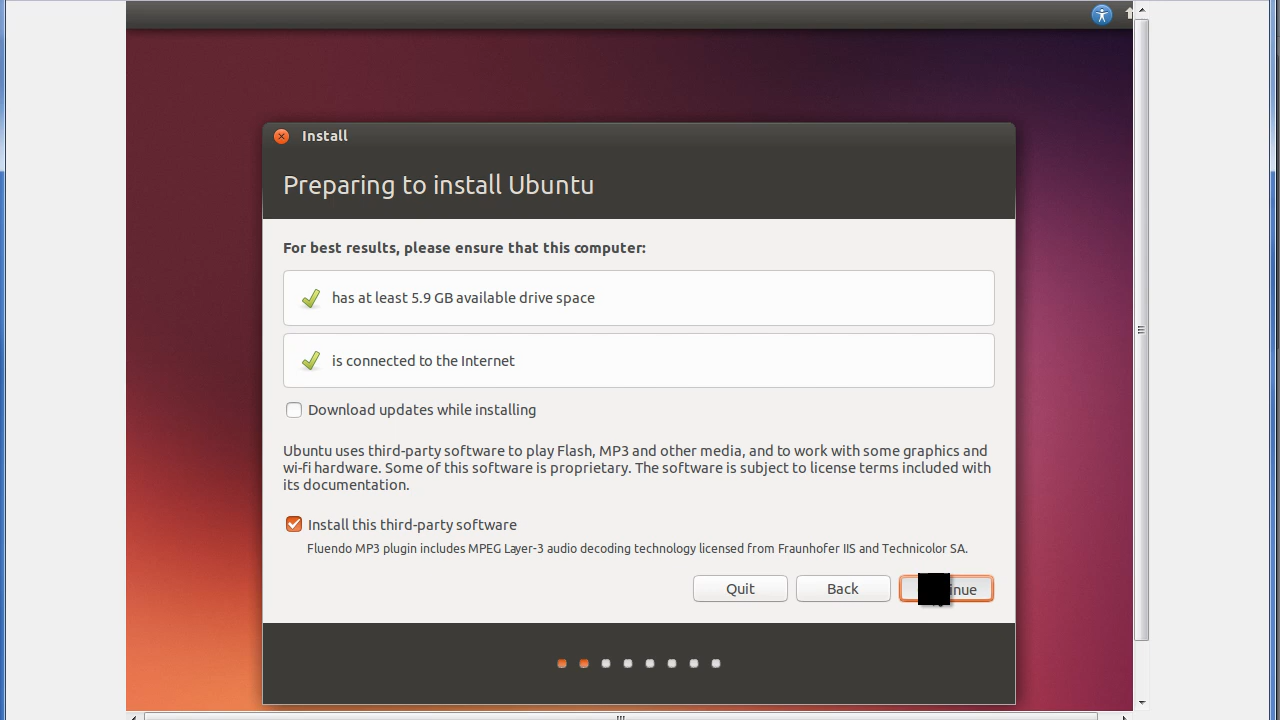 Install
Preparing to install Ubuntu
For best results, please ensure that this computer:
has at least 5.9 GB available drive space
is connected to the Internet
Download updates while installing
Ubuntu uses third-party software to play Flash, MP3 and other media, and to work with some graphics and
wi-fi hardware. Some of this software is proprietary. The software is subject to license terms included with
its documentation.
Install this third-party software
Fluendo MP3 plugin includes MPEG Layer-3 audio decoding technology licensed from Fraunhofer IIS and Technicolor SA.
Quit
Back